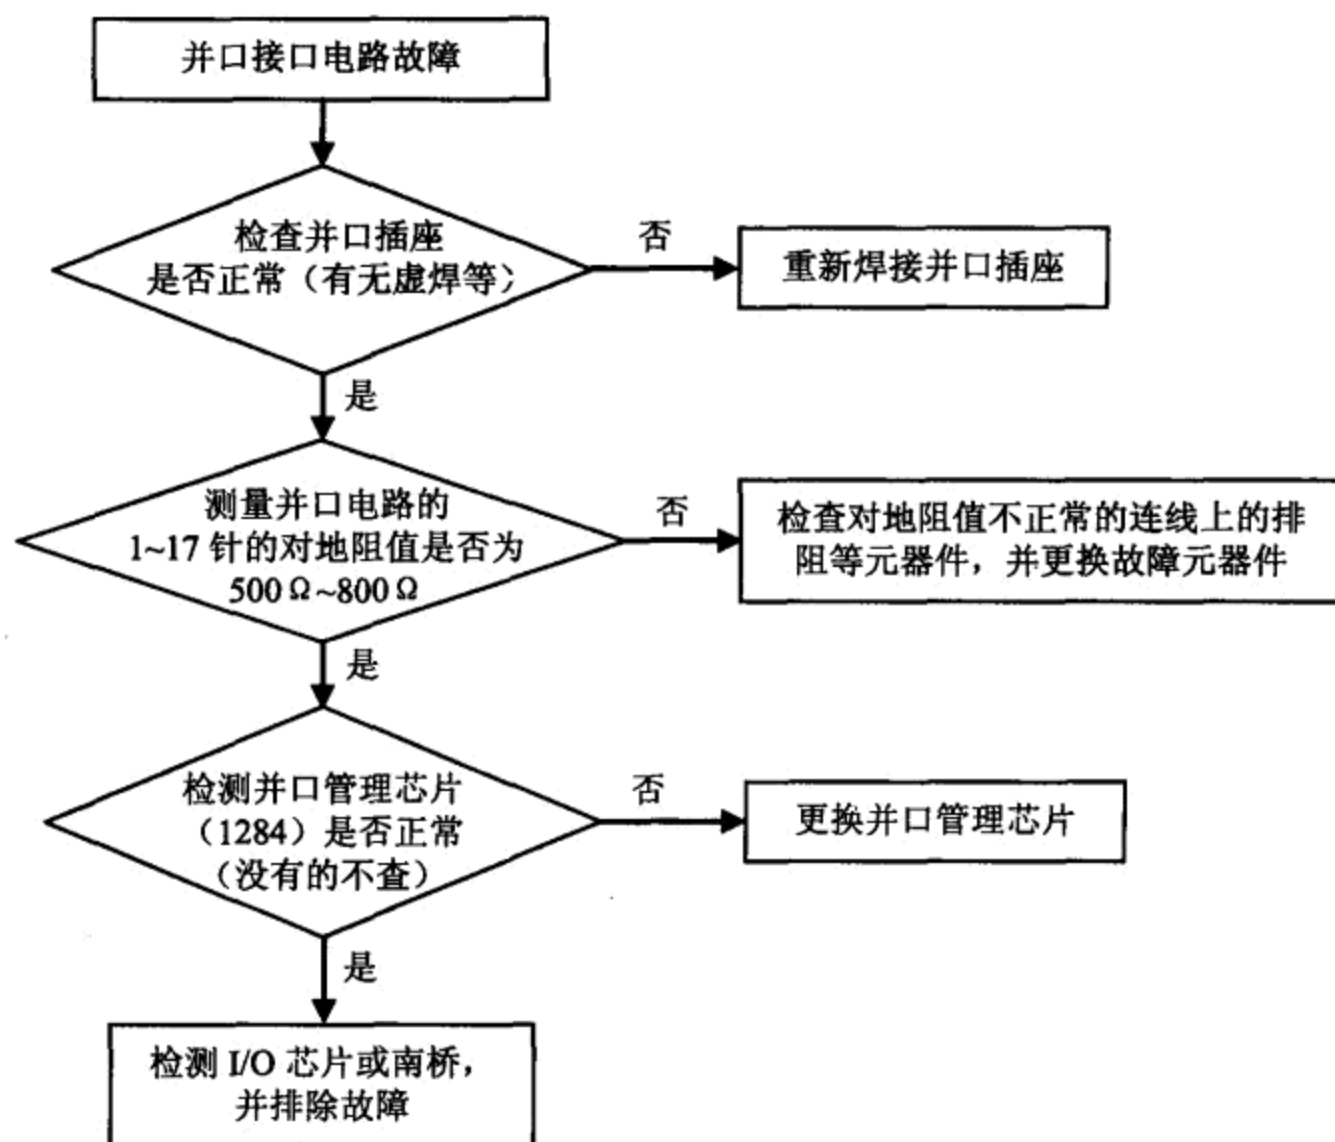 并口接口电路故障
检查并口插座
是否正常（有无虚焊等）
否
重新焊接并口插座
是
测量并口电路的
1~17 针的对地阻值是否为
500Ω~800Ω
否
检查对地阻值不正常的连线上的排
阻等元器件，并更换故障元器件
是
检测并口管理芯片
（1284）是否正常
（没有的不查）
否
更换并口管理芯片
是
检测 I/O 芯片或南桥，
并排除故障